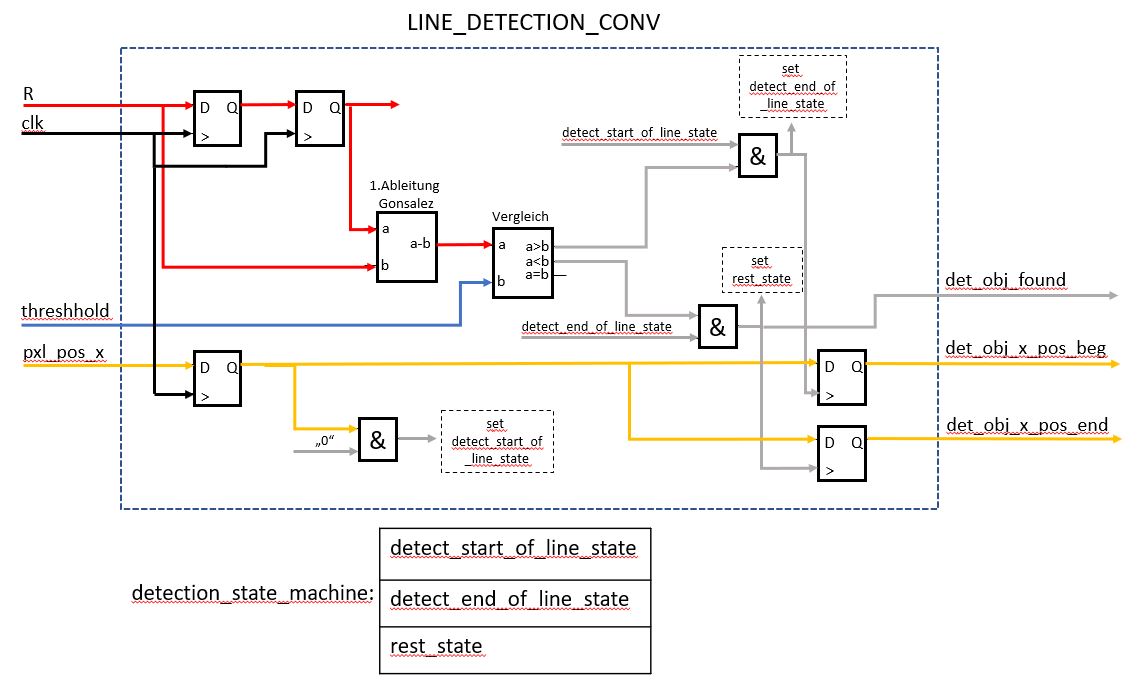 LINE_DETECTION_CONV
R
clk
D Q
>
D Q
>
set
detect_end_of
_line_state
detect_start_of_line_state
&
1.Ableitung
Gonsalez
a
a-b
b
Vergleich
a
a>b
a<b
a=b
b
set
rest_state
det_obj_found
threshhold
detect_end_of_line_state
&
pxl_pos_x
D Q
>
D Q
>
det_obj_x_pos_beg
„0“
&
set
detect_start_of
_line_state
D Q
>
det_obj_x_pos_end
detection_state_machine:
detect_start_of_line_state
detect_end_of_line_state
rest_state